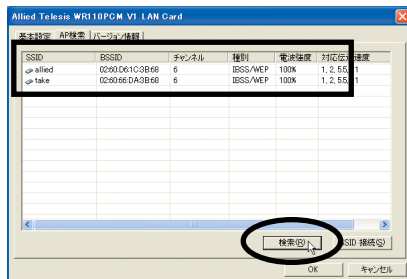 Allied Telesis WR110PCM V1 LAN Card
基本設定 AP検索 バージョン情報
SSID BSSID チャンネル 種別 電波強度 対応伝送速度
allied 02:60:D6:1C:3B:68 6 IBSS/WEP 100% 1, 2, 5.5, 11
take 02:60:66:DA:3B:68 6 IBSS/WEP 100% 1, 2, 5.5, 11
検索(R) SSID 接続(S)
OK キャンセル